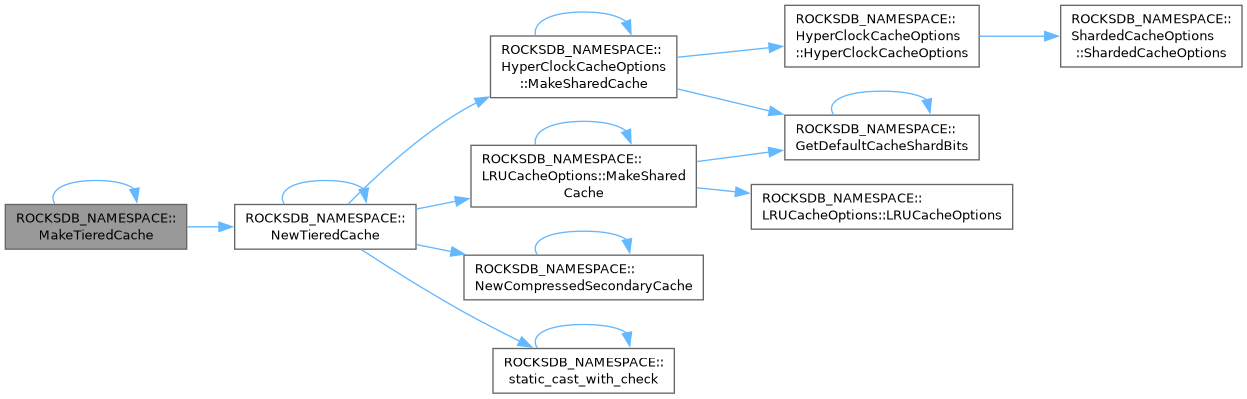 ROCKSDB_NAMESPACE::
MakeTieredCache
ROCKSDB_NAMESPACE::
NewTieredCache
ROCKSDB_NAMESPACE::
HyperClockCacheOptions
::MakeSharedCache
ROCKSDB_NAMESPACE::
LRUCacheOptions::MakeShared
Cache
ROCKSDB_NAMESPACE::
NewCompressedSecondaryCache
ROCKSDB_NAMESPACE::
static_cast_with_check
ROCKSDB_NAMESPACE::
HyperClockCacheOptions
::HyperClockCacheOptions
ROCKSDB_NAMESPACE::
GetDefaultCacheShardBits
ROCKSDB_NAMESPACE::
LRUCacheOptions::LRUCacheOptions
ROCKSDB_NAMESPACE::
ShardedCacheOptions
::ShardedCacheOptions